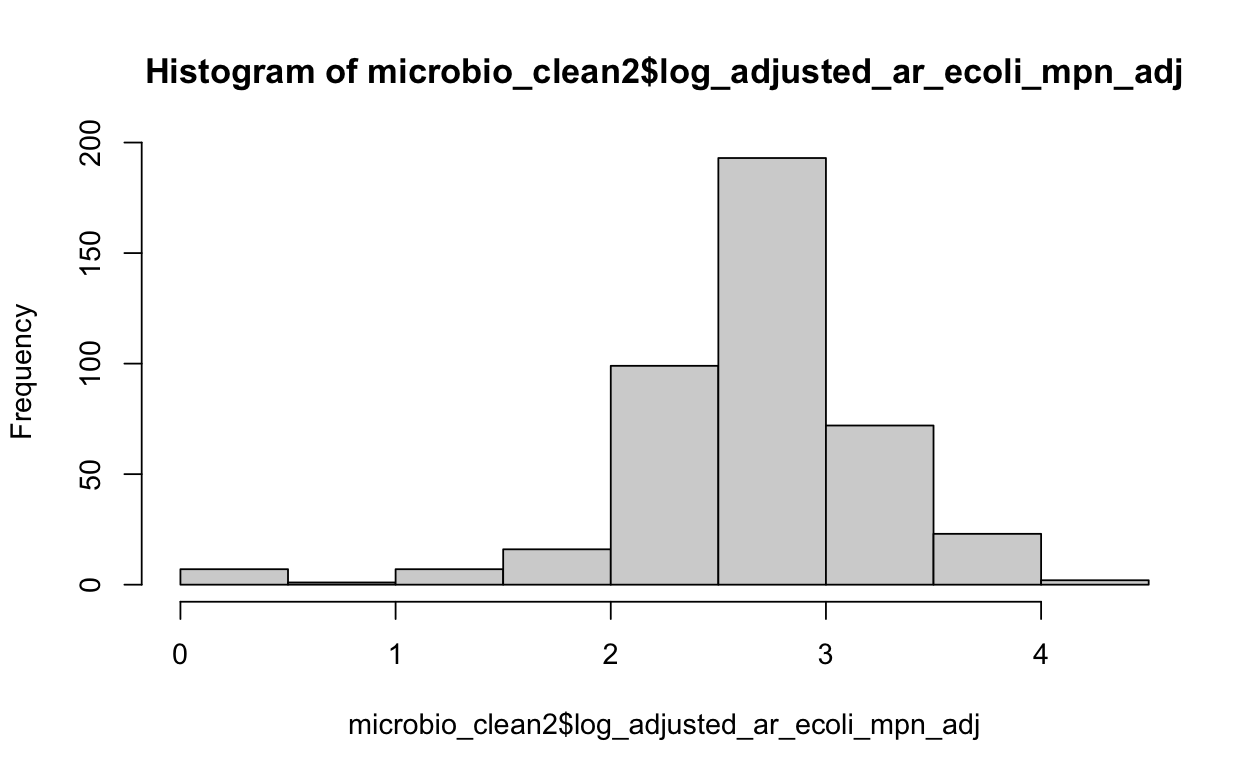 Histogram of microbio_clean2$log_adjusted_ar_ecoli_mpn_adj
200
150
100
50
0
Frequency
0 1 2 3 4
microbio_clean2$log_adjusted_ar_ecoli_mpn_adj